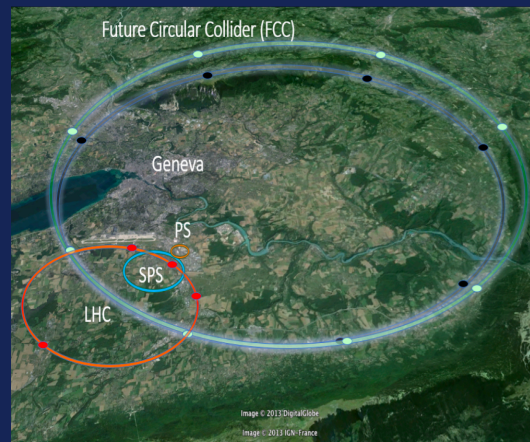 Future Circular Collider (FCC)
Geneva
PS
SPS
LHC
Image © 2013 DigitalGlobe
Image © 2013 IGN-France